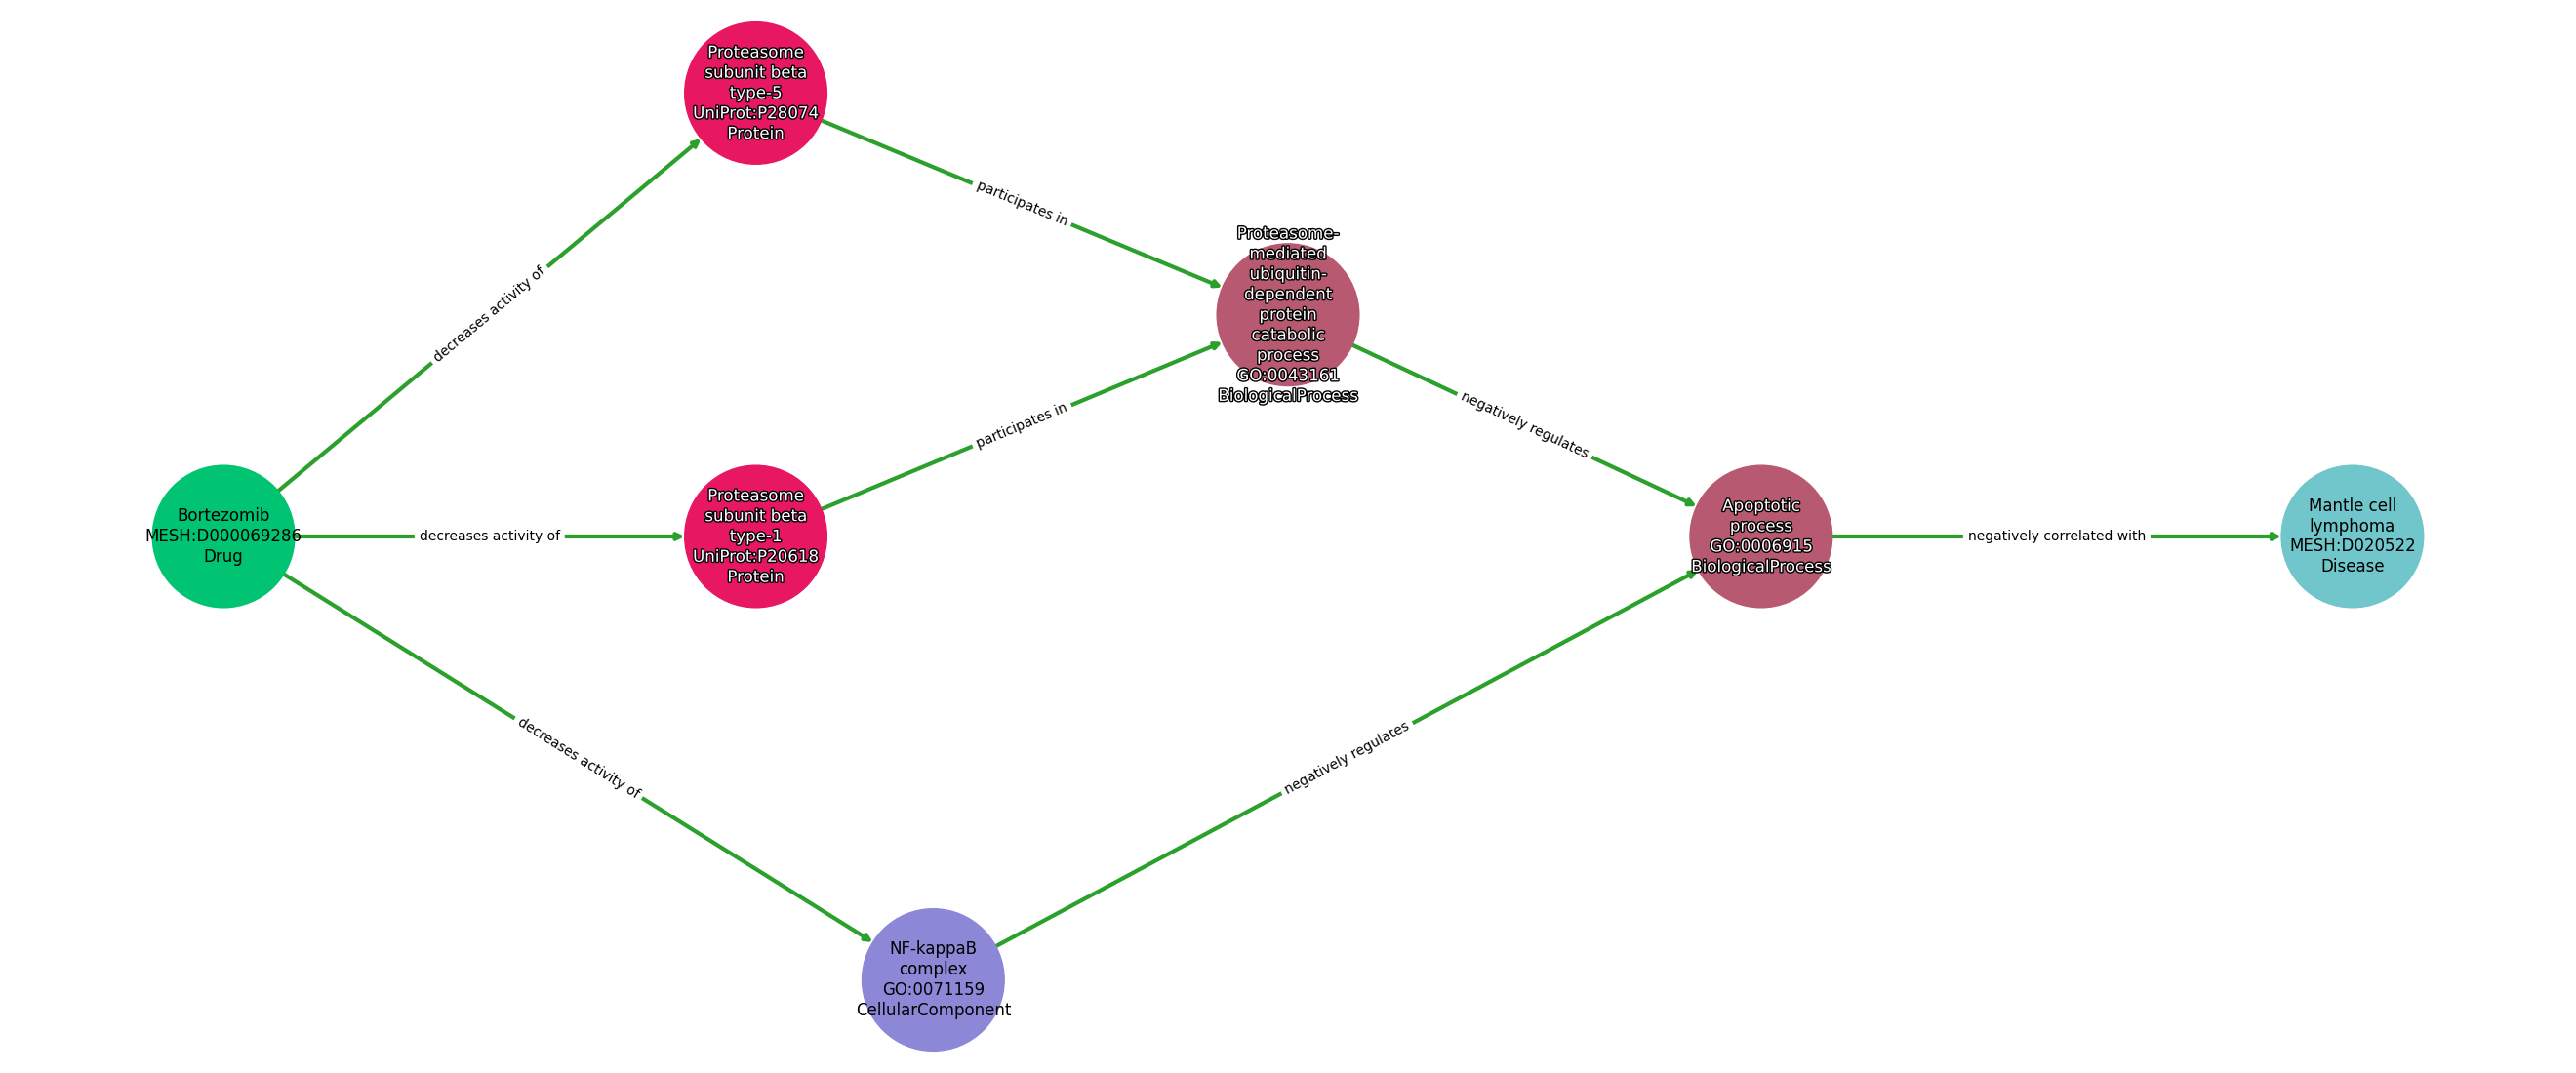 Proteasome
subunit beta
type-5
UniProt:P28074
Protein
participates in
decreases activity of
Proteasome-
mediated
ubiquitin-
dependent
protein
catabolic
process
GO:0043161
BiologicalProcess
participates in
negatively regulates
Bortezomib
MESH:D000069286
Drug
decreases activity of
Proteasome
subunit beta
type-1
UniProt:P20618
Protein
Apoptotic
process
GO:0006915
BiologicalProcess
negatively correlated with
Mantle cell
lymphoma
MESH:D020522
Disease
decreases activity of
negatively regulates
NF-kappaB
complex
GO:0071159
CellularComponent